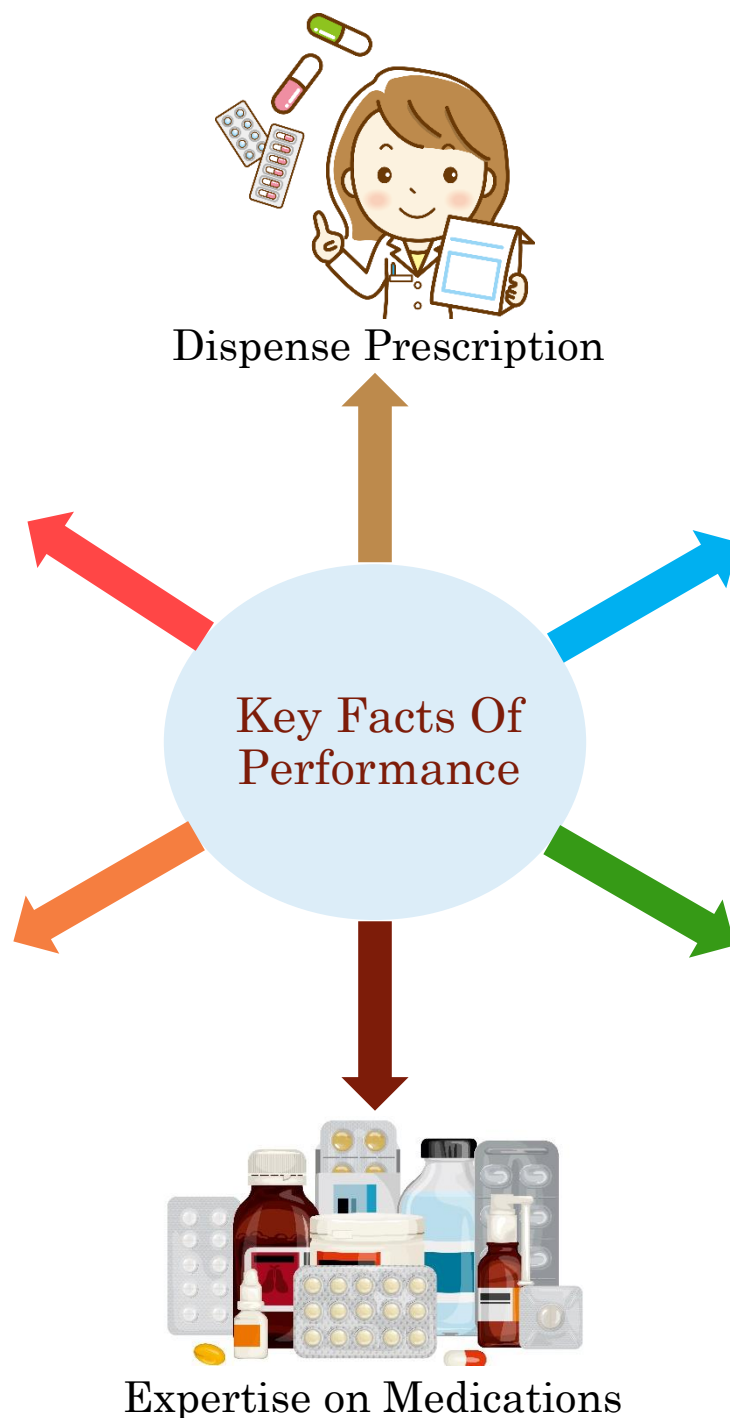 Dispense Prescription
Key Facts Of
Performance
Expertise on Medications